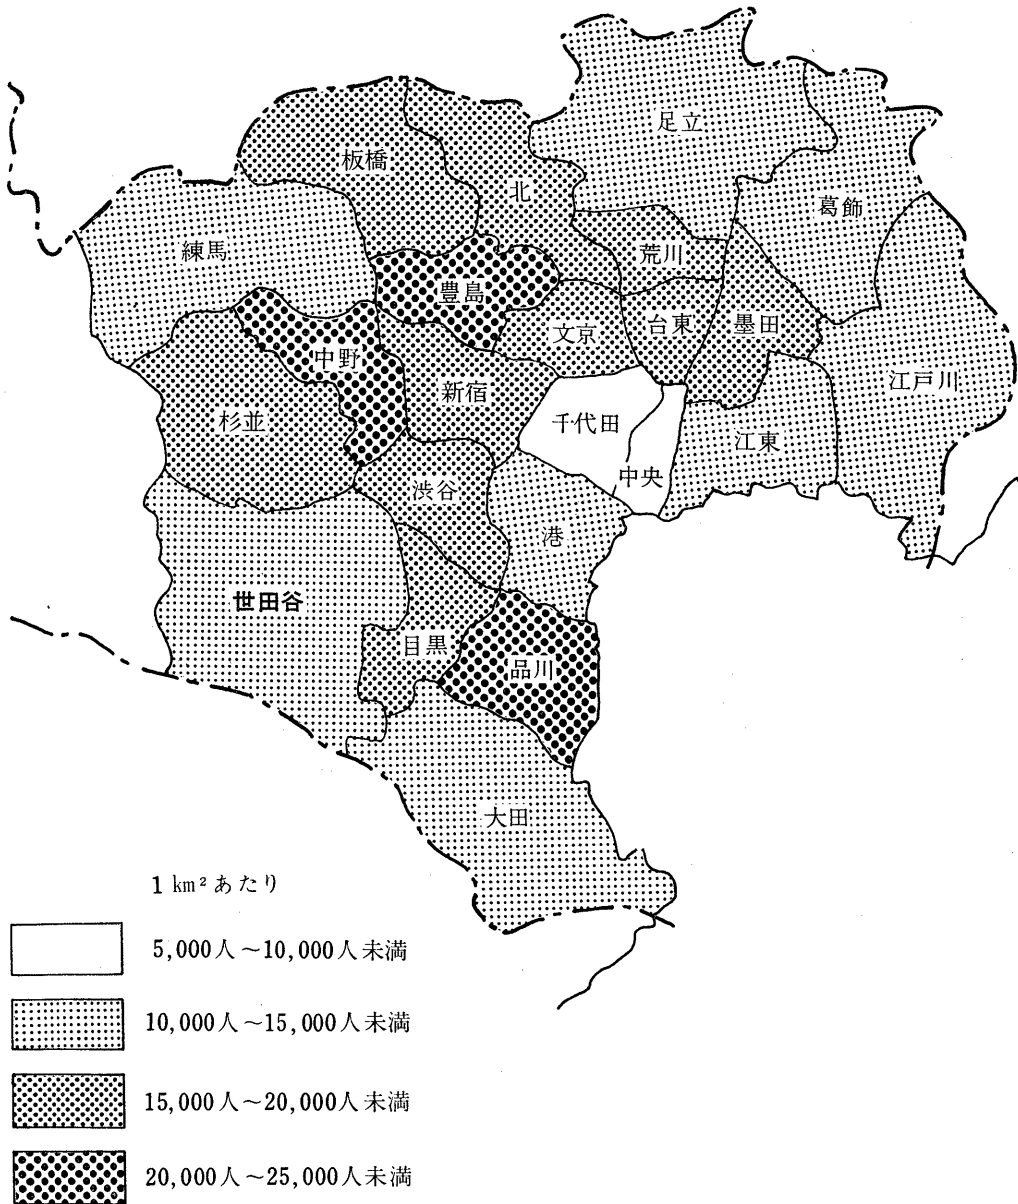 足立
板橋
北
葛飾
練馬
荒川
豊島
文京
台東
墨田
中野
江戸川
新宿
杉並
千代田
江東
中央
渋谷
港
世田谷
目黒
品川
大田
1 km²あたり
5,000人～10,000人未満
10,000人～15,000人未満
15,000人～20,000人未満
20,000人～25,000人未満